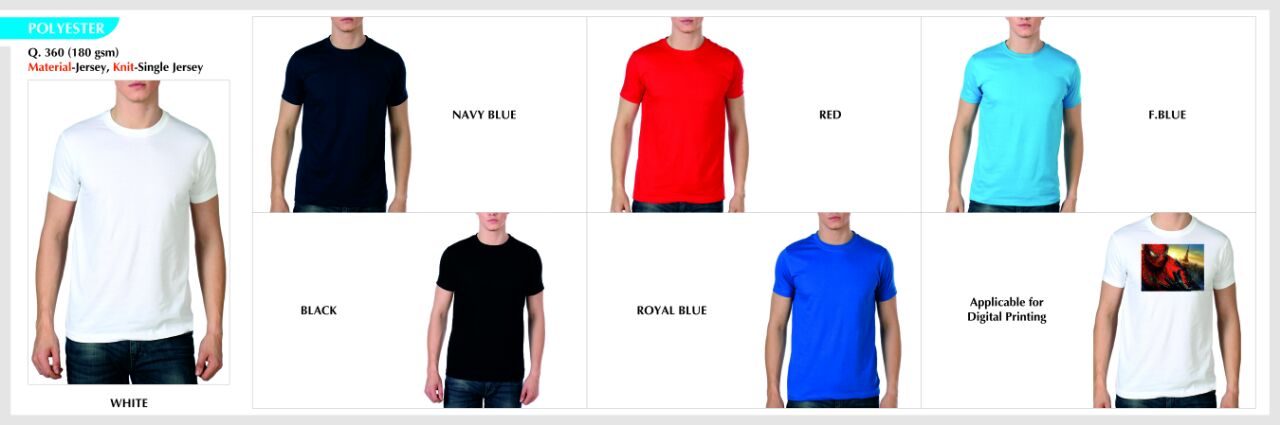 POLYESTER
Q. 360 (180 gsm)
Material-Jersey, Knit-Single Jersey
WHITE
NAVY BLUE
RED
F.BLUE
BLACK
ROYAL BLUE
Applicable for
Digital Printing